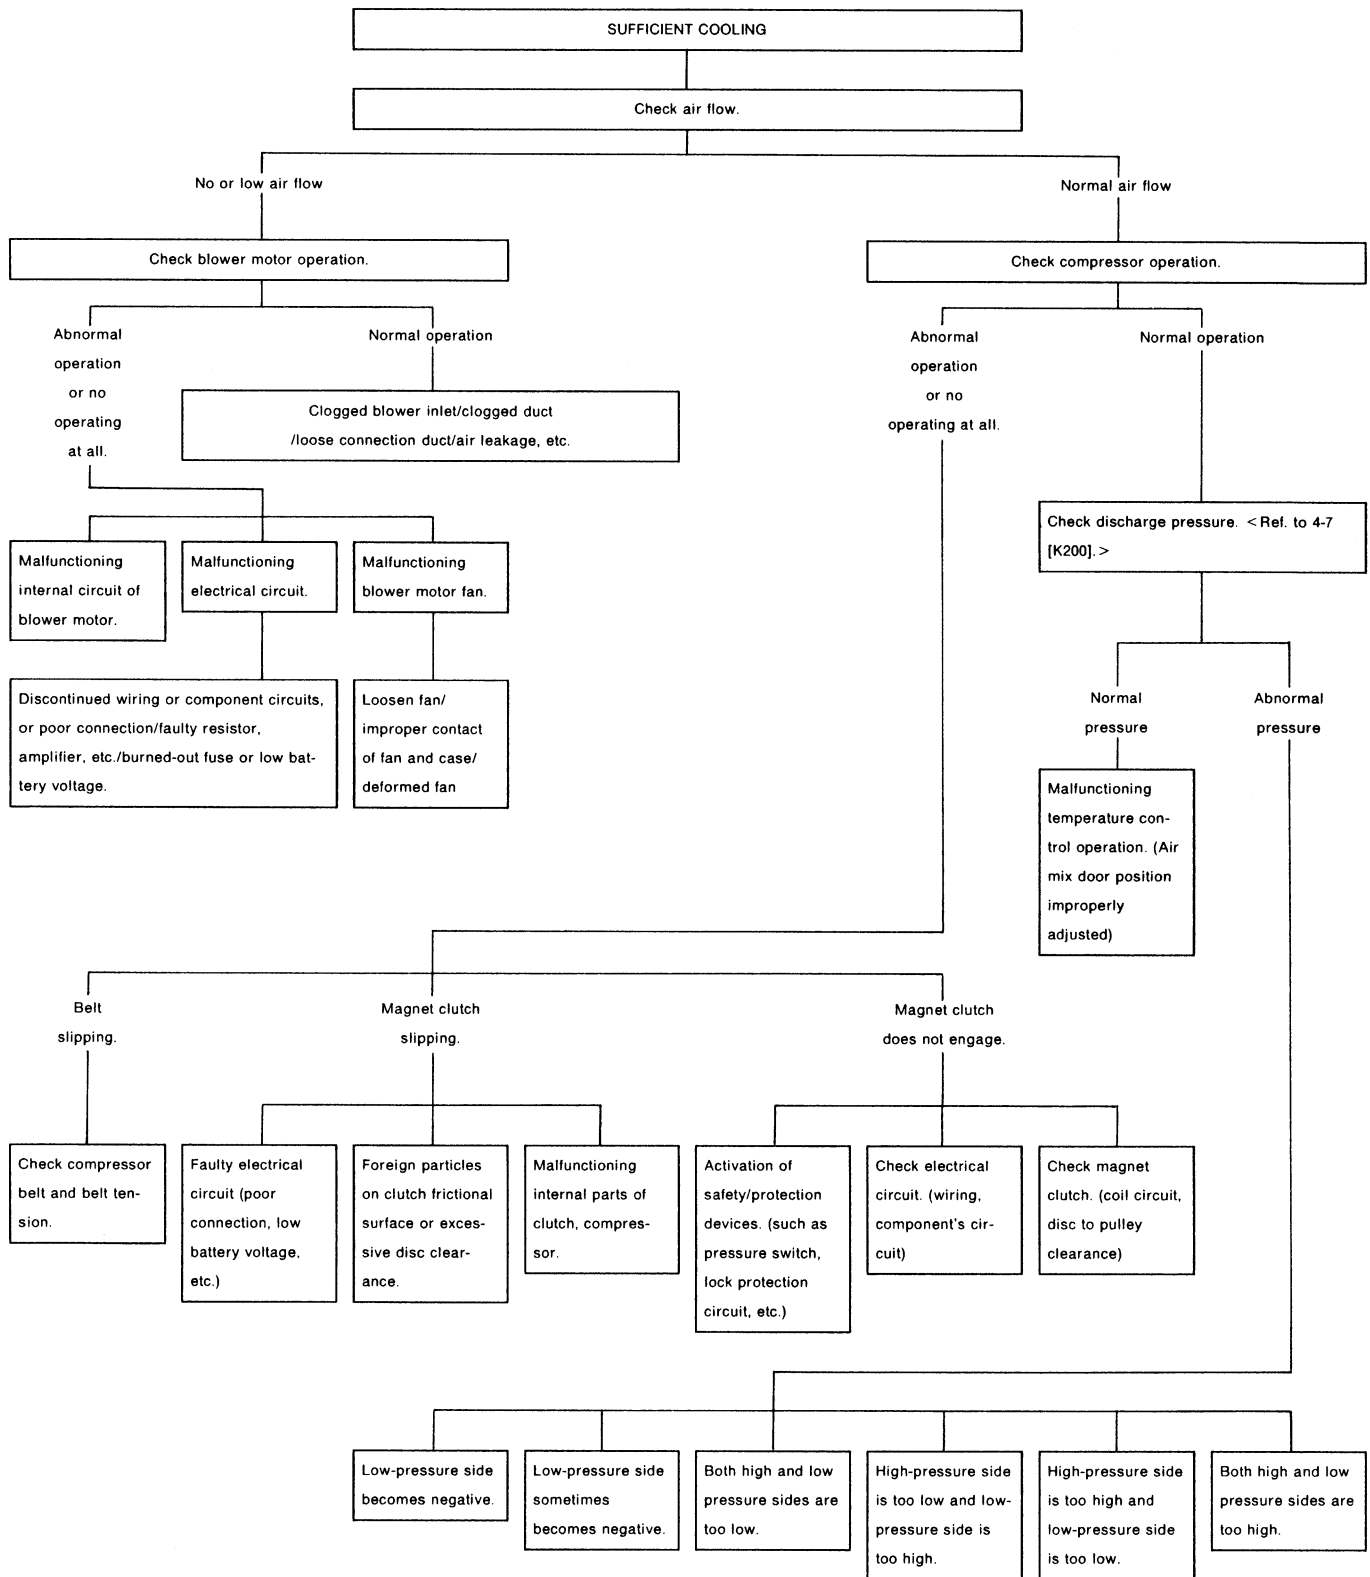 SUFFICIENT COOLING
Check air flow.
No or low air flow
Normal air flow
Check blower motor operation.
Check compressor operation.
Abnormal
operation
or no
operating
at all.
Normal operation
Clogged blower inlet/clogged duct
/loose connection duct/air leakage, etc.
Abnormal
operation
or no
operating at all.
Normal operation
Check discharge pressure. < Ref. to 4-7
[K200]. >
Malfunctioning
internal circuit of
blower motor.
Malfunctioning
electrical circuit.
Malfunctioning
blower motor fan.
Discontinued wiring or component circuits,
or poor connection/faulty resistor,
amplifier, etc./burned-out fuse or low bat-
tery voltage.
Loosen fan/
improper contact
of fan and case/
deformed fan
Normal
pressure
Abnormal
pressure
Malfunctioning
temperature con-
trol operation. (Air
mix door position
improperly
adjusted)
Belt
slipping.
Magnet clutch
slipping.
Magnet clutch
does not engage.
Check compressor
belt and belt ten-
sion.
Faulty electrical
circuit (poor
connection, low
battery voltage,
etc.)
Foreign particles
on clutch frictional
surface or exces-
sive disc clear-
ance.
Malfunctioning
internal parts of
clutch, compres-
sor.
Activation of
safety/protection
devices. (such as
pressure switch,
lock protection
circuit, etc.)
Check electrical
circuit. (wiring,
component's cir-
cuit)
Check magnet
clutch. (coil circuit,
disc to pulley
clearance)
Low-pressure side
becomes negative.
Low-pressure side
sometimes
becomes negative.
Both high and low
pressure sides are
too low.
High-pressure side
is too low and low-
pressure side is
too high.
High-pressure side
is too high and
low-pressure side
is too low.
Both high and low
pressure sides are
too high.